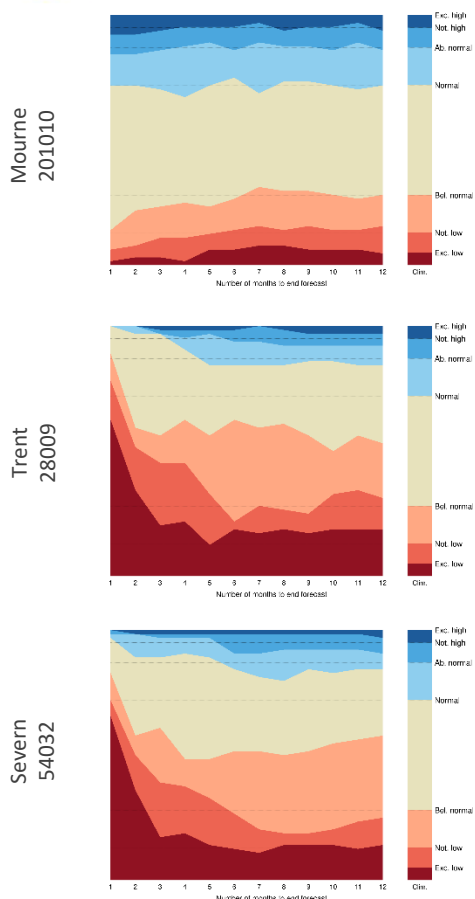 Mourne
201010
Exc. high
Not. high
Ab. normal
Normal
Bel. normal
Not. low
Exc. low
1 2 3 4 5 6 7 8 9 10 11 12 Clim.
Number of months to end forecast
Trent
28009
Exc. high
Not. high
Ab. normal
Normal
Bel. normal
Not. low
Exc. low
1 2 3 4 5 6 7 8 9 10 11 12 Clim.
Number of months to end forecast
Severn
54032
Exc. high
Not. high
Ab. normal
Normal
Bel. normal
Not. low
Exc. low
1 2 3 4 5 6 7 8 9 10 11 12 Clim.
Number of months to end forecast